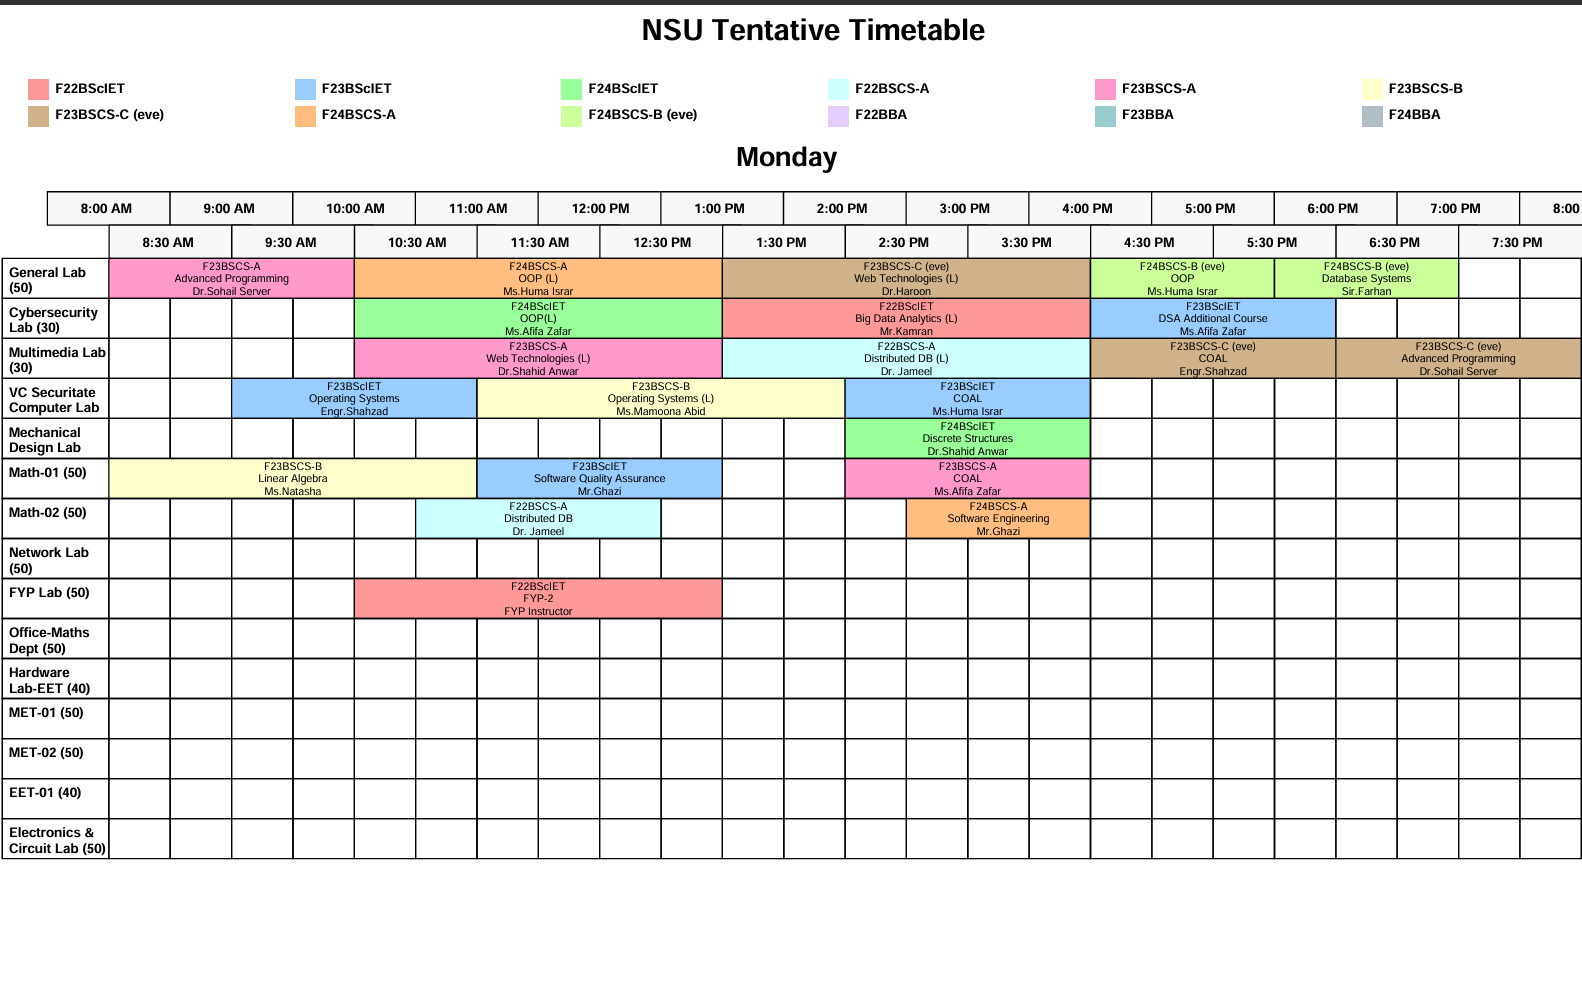 NSU Tentative Timetable
F22BScIET
F23BScIET
F24BScIET
F22BSCS-A
F23BSCS-A
F23BSCS-B
F23BSCS-C (eve)
F24BSCS-A
F24BSCS-B (eve)
F22BBA
F23BBA
F24BBA
Monday
8:00 AM
9:00 AM
10:00 AM
11:00 AM
12:00 PM
1:00 PM
2:00 PM
3:00 PM
4:00 PM
5:00 PM
6:00 PM
7:00 PM
8:00
8:30 AM
9:30 AM
10:30 AM
11:30 AM
12:30 PM
1:30 PM
2:30 PM
3:30 PM
4:30 PM
5:30 PM
6:30 PM
7:30 PM
General Lab
(50)
F23BSCS-A
Advanced Programming
Dr.Sohail Server
F24BSCS-A
OOP (L)
Ms.Huma Israr
F23BSCS-C (eve)
Web Technologies (L)
Dr.Haroon
F24BSCS-B (eve)
OOP
Ms.Huma Israr
F24BSCS-B (eve)
Database Systems
Sir.Farhan
Cybersecurity
Lab (30)
F24BScIET
OOP(L)
Ms.Afifa Zafar
F22BScIET
Big Data Analytics (L)
Mr.Kamran
F23BScIET
DSA Additional Course
Ms.Afifa Zafar
Multimedia Lab
(30)
F23BSCS-A
Web Technologies (L)
Dr.Shahid Anwar
F22BSCS-A
Distributed DB (L)
Dr. Jameel
F23BSCS-C (eve)
COAL
Engr.Shahzad
F23BSCS-C (eve)
Advanced Programming
Dr.Sohail Server
VC Securitate
Computer Lab
F23BScIET
Operating Systems
Engr.Shahzad
F23BSCS-B
Operating Systems (L)
Ms.Mamoona Abid
F23BScIET
COAL
Ms.Huma Israr
Mechanical
Design Lab
F24BScIET
Discrete Structures
Dr.Shahid Anwar
Math-01 (50)
F23BSCS-B
Linear Algebra
Ms.Natasha
F23BScIET
Software Quality Assurance
Mr.Ghazi
F23BSCS-A
COAL
Ms.Afifa Zafar
Math-02 (50)
F22BSCS-A
Distributed DB
Dr. Jameel
F24BSCS-A
Software Engineering
Mr.Ghazi
Network Lab
(50)
FYP Lab (50)
F22BScIET
FYP-2
FYP Instructor
Office-Maths
Dept (50)
Hardware
Lab-EET (40)
MET-01 (50)
MET-02 (50)
EET-01 (40)
Electronics &
Circuit Lab (50)